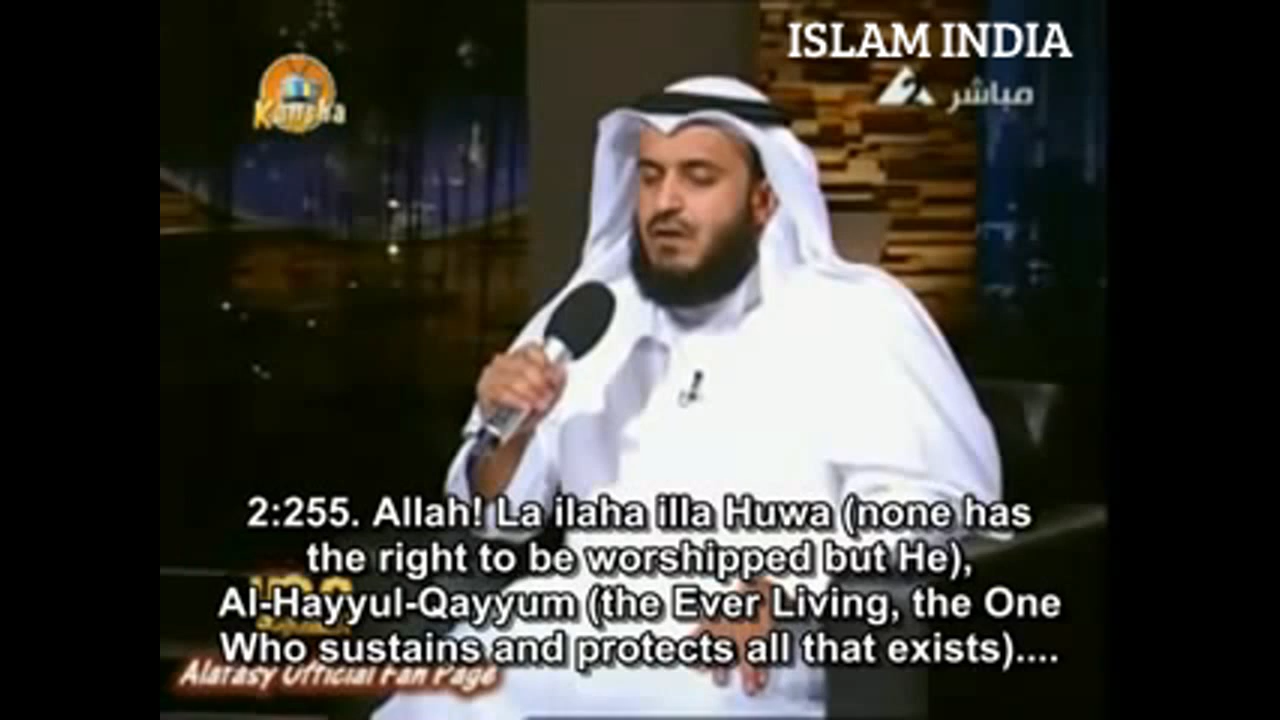 ISLAM INDIA
مباشر
2:255. Allah! La ilaha illa Huwa (none has
the right to be worshipped but He),
Al-Hayyul-Qayyum (the Ever Living, the One
Who sustains and protects all that exists)....
Alafasy Official Fan Page